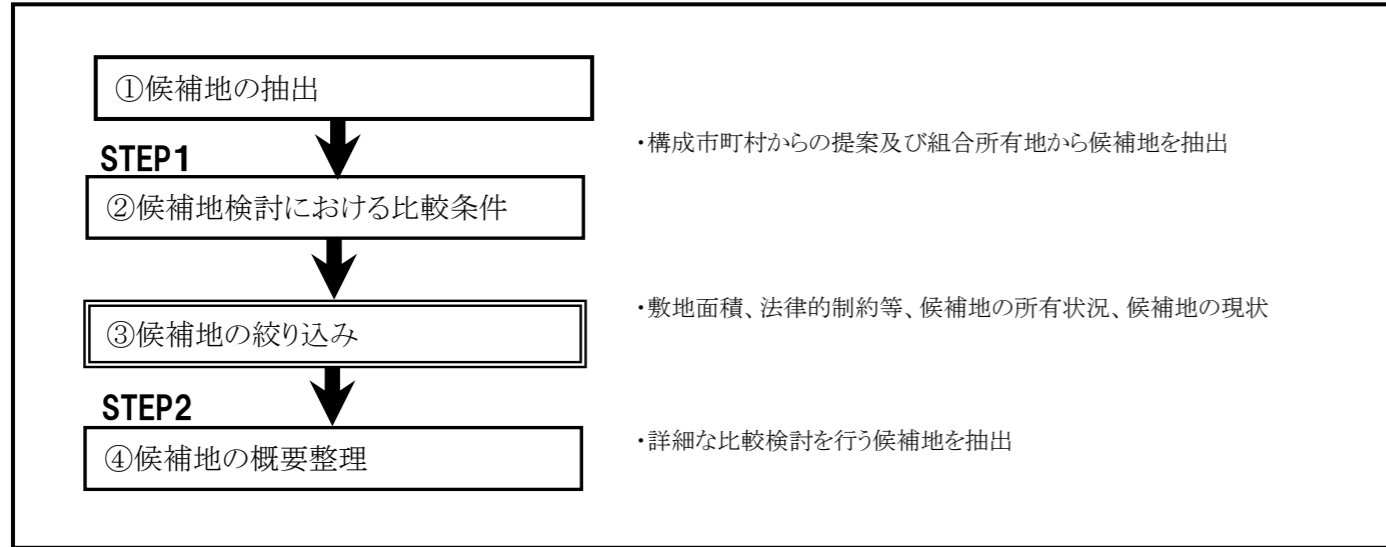 ①候補地の抽出
・構成市町村からの提案及び組合所有地から候補地を抽出
STEP1
②候補地検討における比較条件
・敷地面積、法律的制約等、候補地の所有状況、候補地の現状
③候補地の絞り込み
STEP2
・詳細な比較検討を行う候補地を抽出
④候補地の概要整理